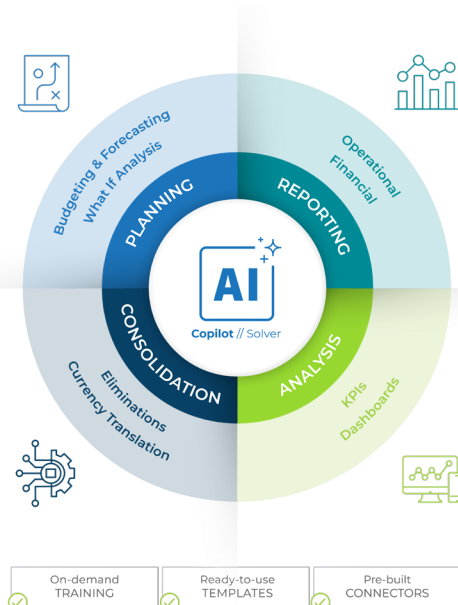 Budgeting & Forecasting
What If Analysis
PLANNING
Operational
Financial
REPORTING
AI
Copilot // Solver
CONSOLIDATION
Eliminations
Currency Translation
ANALYSIS
KPIs
Dashboards
On-demand
TRAINING
Ready-to-use
TEMPLATES
Pre-built
CONNECTORS